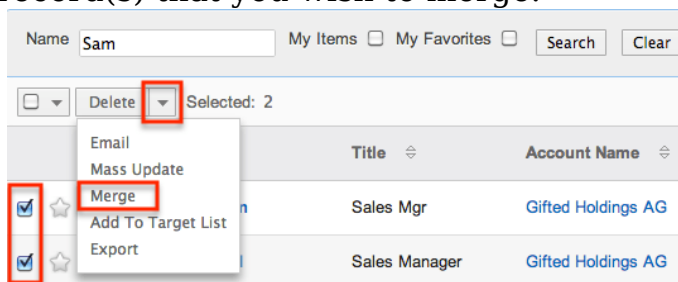 record(s) that you wish to merge.
Name Sam My Items My Favorites Search Clear
Delete Selected: 2
Email
Mass Update
Title Account Name
Merge
m Sales Mgr Gifted Holdings AG
Add To Target List
Export
l Sales Manager Gifted Holdings AG